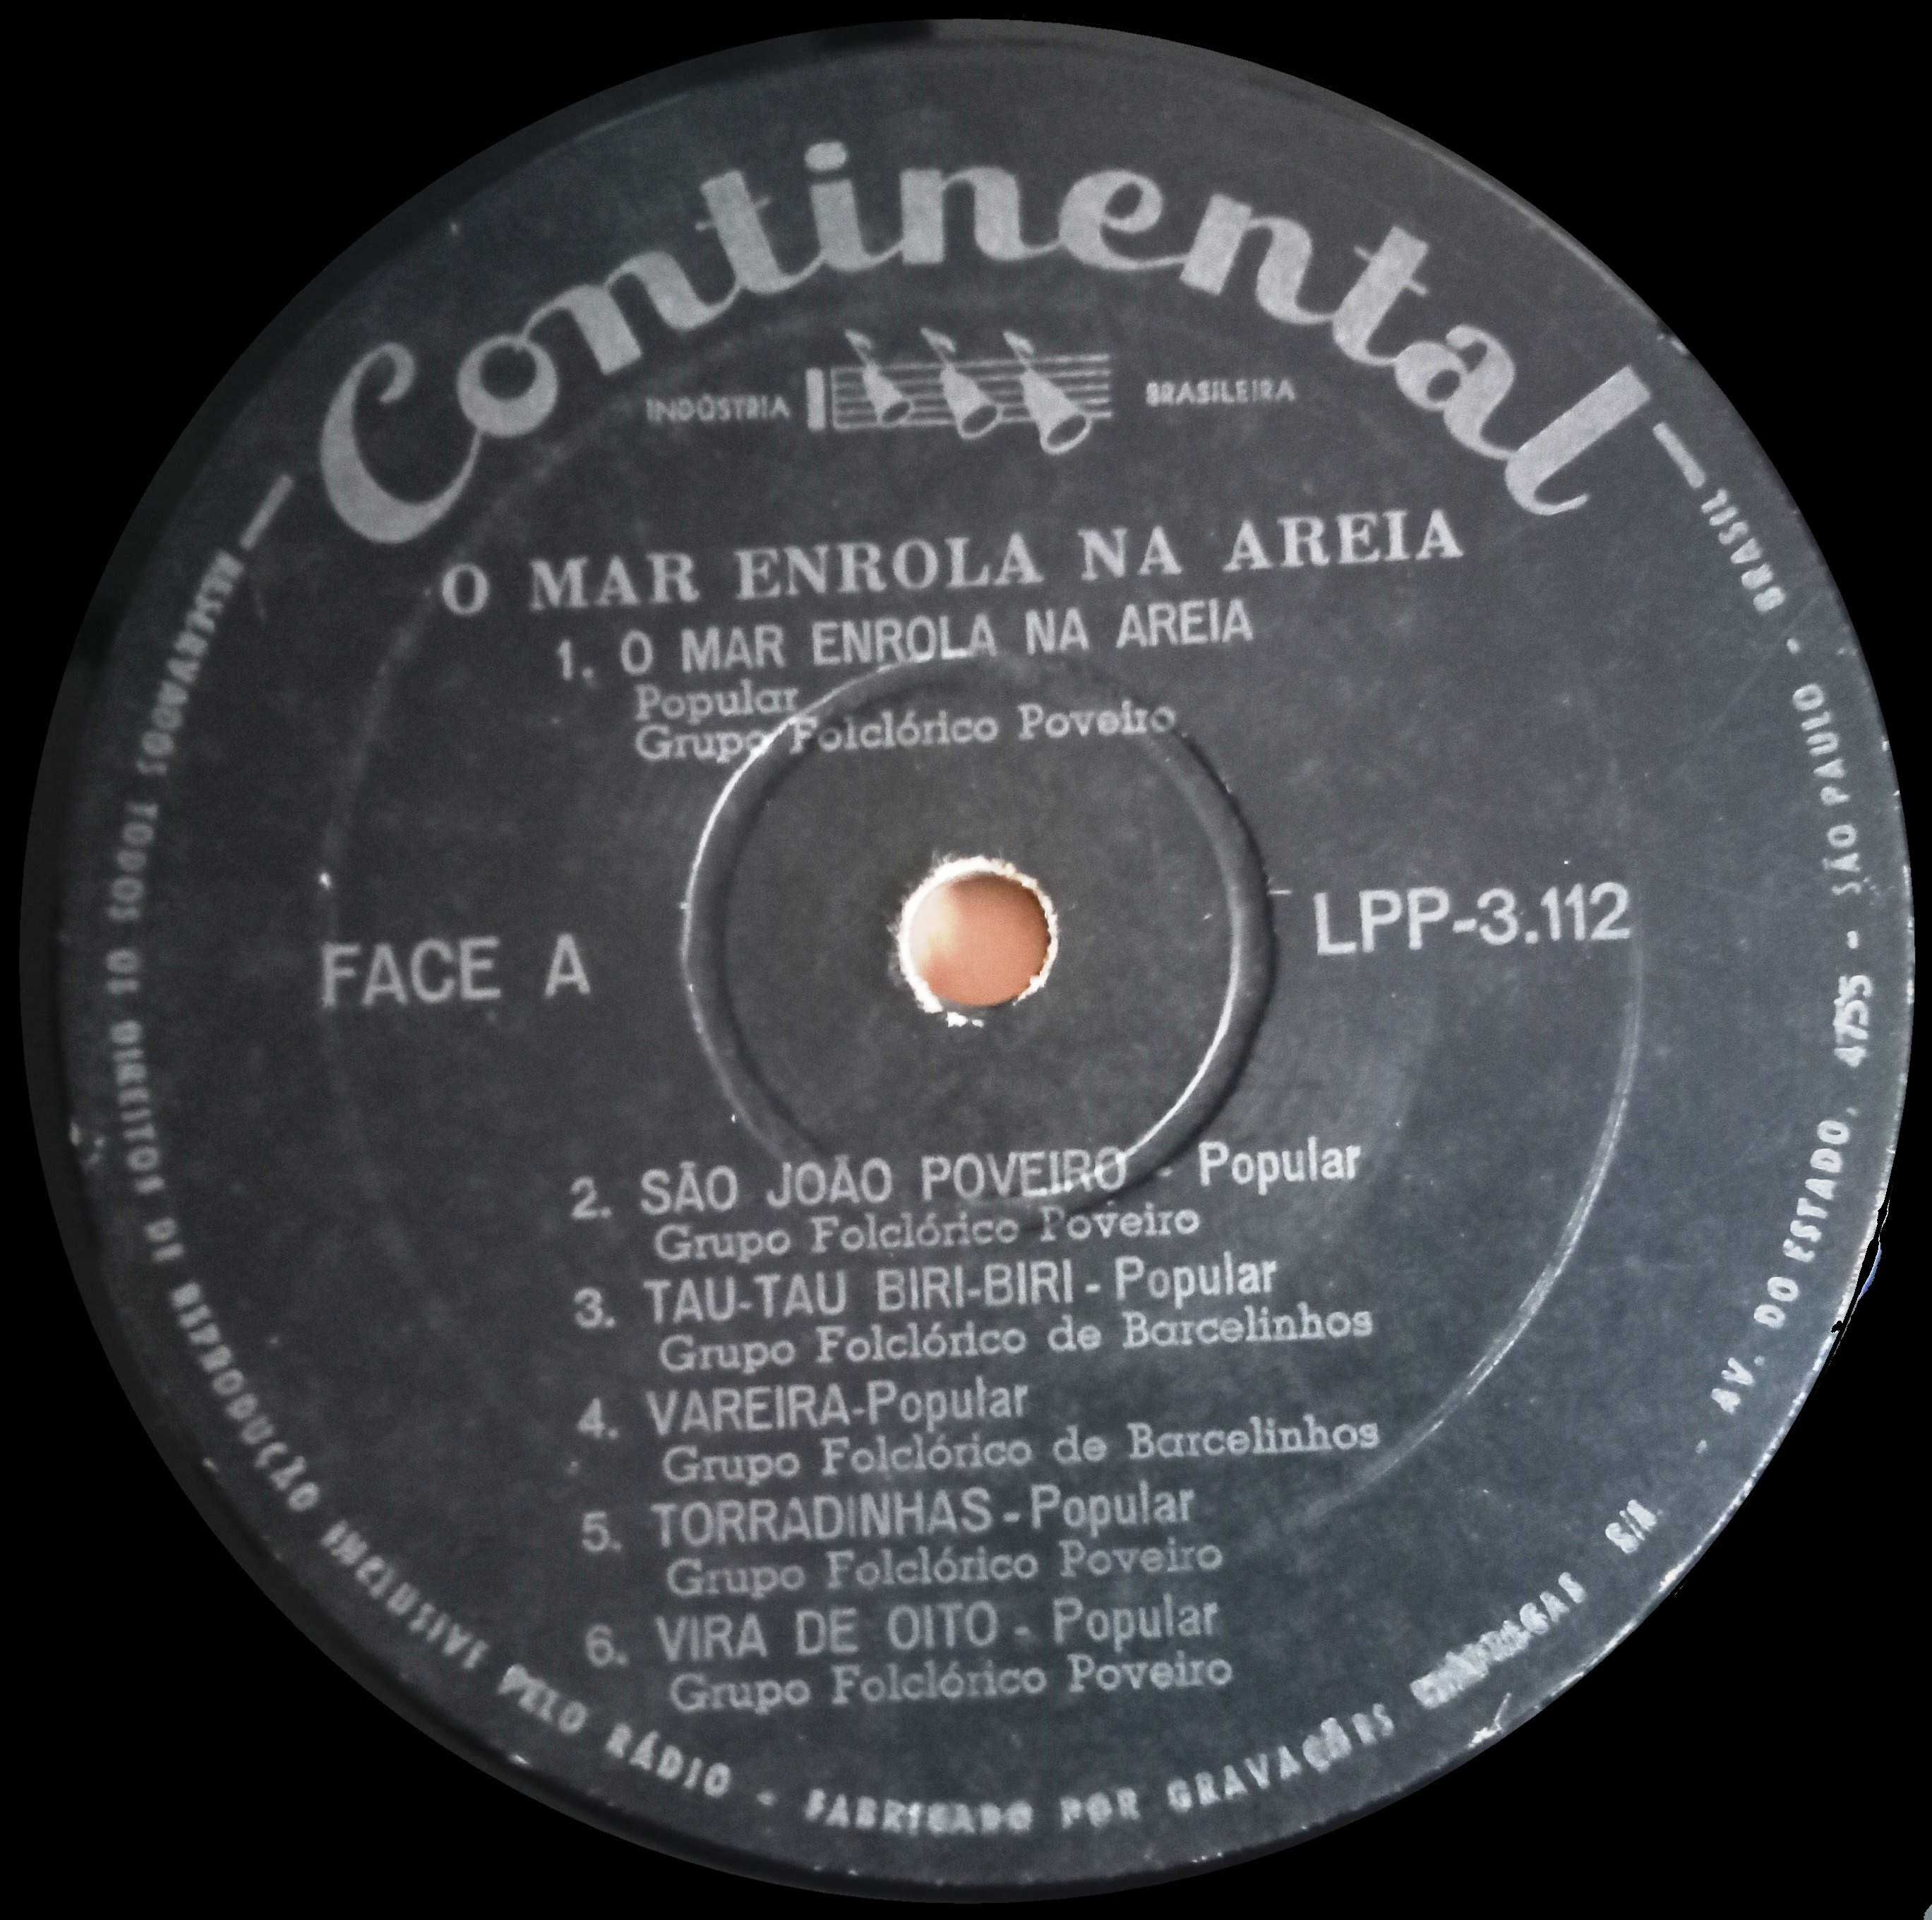 Continental
INDÚSTRIA BRASILEIRA
O MAR ENROLA NA AREIA
1. O MAR ENROLA NA AREIA
Popular
Grupo Folclórico Poveiro
FACE A
LPP-3.112
2. SÃO JOÃO POVEIRO - Popular
Grupo Folclórico Poveiro
3. TAU-TAU BIRI-BIRI - Popular
Grupo Folclórico de Barcelinhos
4. VAREIRA-Popular
Grupo Folclórico de Barcelinhos
5. TORRADINHAS - Popular
Grupo Folclórico Poveiro
6. VIRA DE OITO - Popular
Grupo Folclórico Poveiro
RESERVADOS TODOS OS DIREITOS DE REPRODUÇÃO INCLUSIVE PELO RÁDIO - FABRICADO POR GRAVAÇÕES S/A - AV. DO ESTADO, 4755 - SÃO PAULO - BRASIL